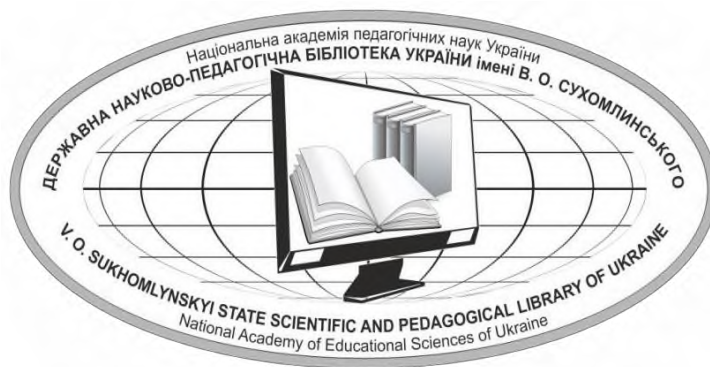 Національна академія педагогічних наук України
ДЕРЖАВНА НАУКОВО-ПЕДАГОГІЧНА БІБЛІОТЕКА УКРАЇНИ імені В. О. СУХОМЛИНСЬКОГО
V. O. SUKHOMLYNSKYI STATE SCIENTIFIC AND PEDAGOGICAL LIBRARY OF UKRAINE
National Academy of Educational Sciences of Ukraine